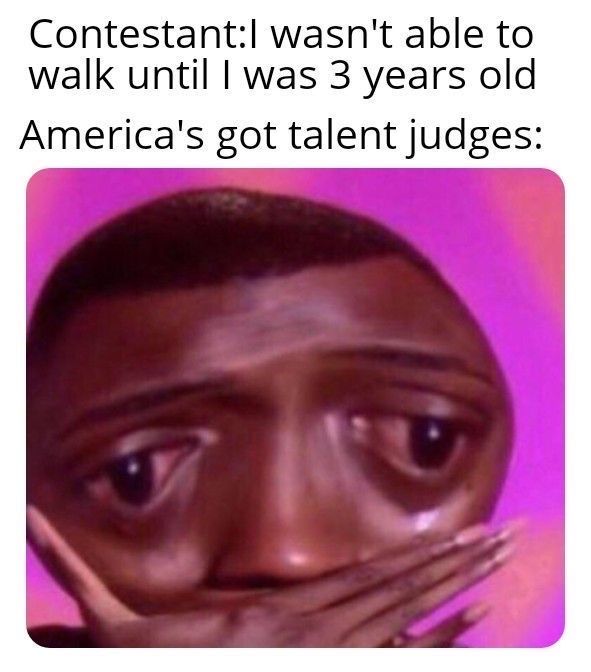 Contestant:I wasn't able to
walk until I was 3 years old
America's got talent judges: